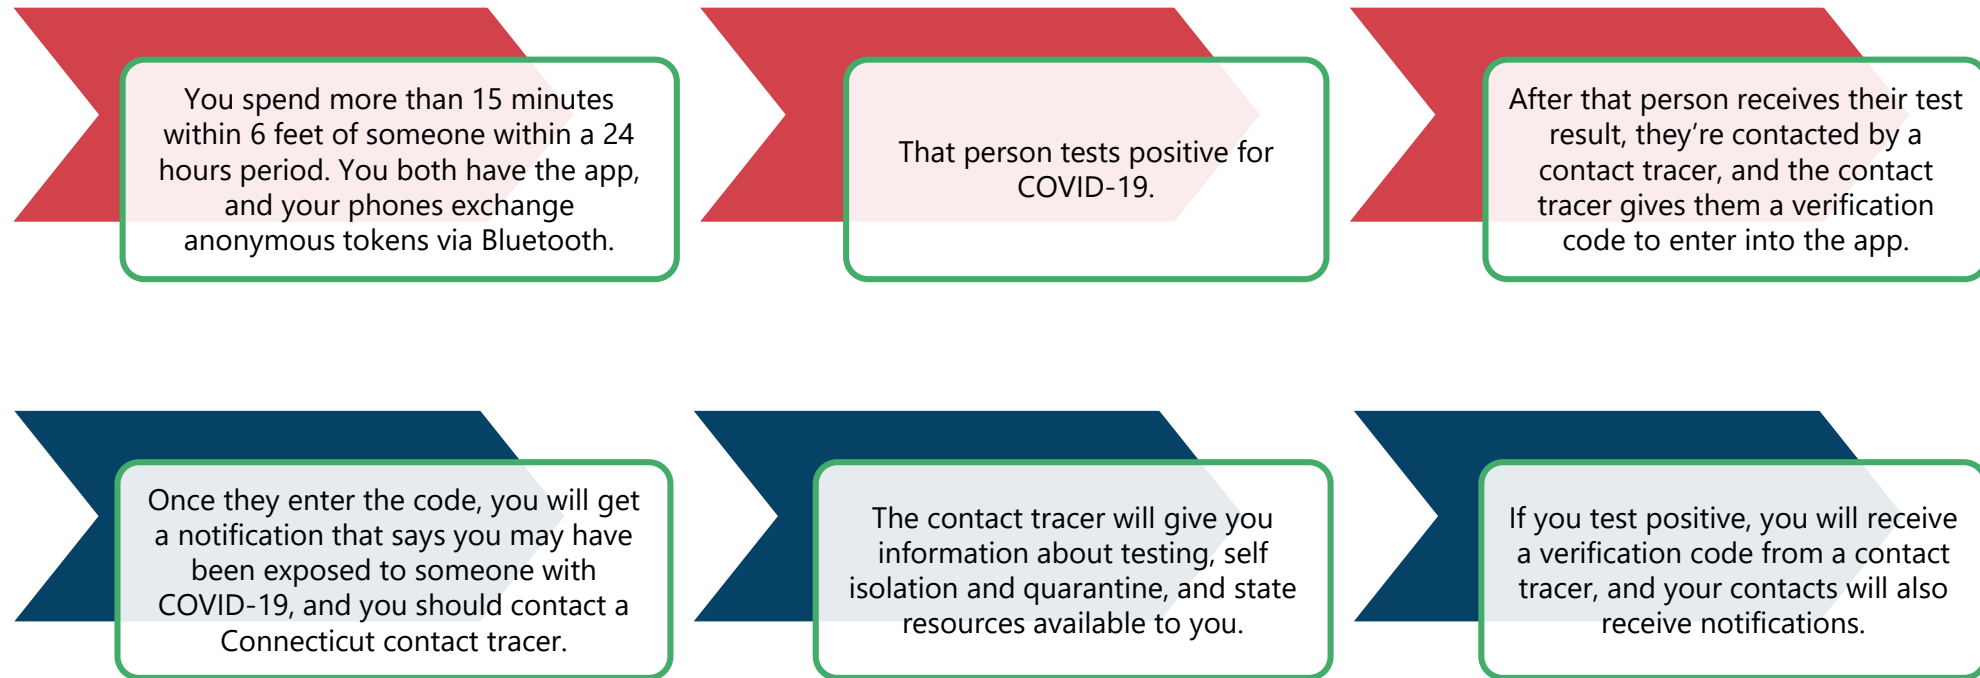 You spend more than 15 minutes
within 6 feet of someone within a 24
hours period. You both have the app,
and your phones exchange
anonymous tokens via Bluetooth.
That person tests positive for
COVID-19.
After that person receives their test
result, they’re contacted by a
contact tracer, and the contact
tracer gives them a verification
code to enter into the app.
Once they enter the code, you will get
a notification that says you may have
been exposed to someone with
COVID-19, and you should contact a
Connecticut contact tracer.
The contact tracer will give you
information about testing, self
isolation and quarantine, and state
resources available to you.
If you test positive, you will receive
a verification code from a contact
tracer, and your contacts will also
receive notifications.